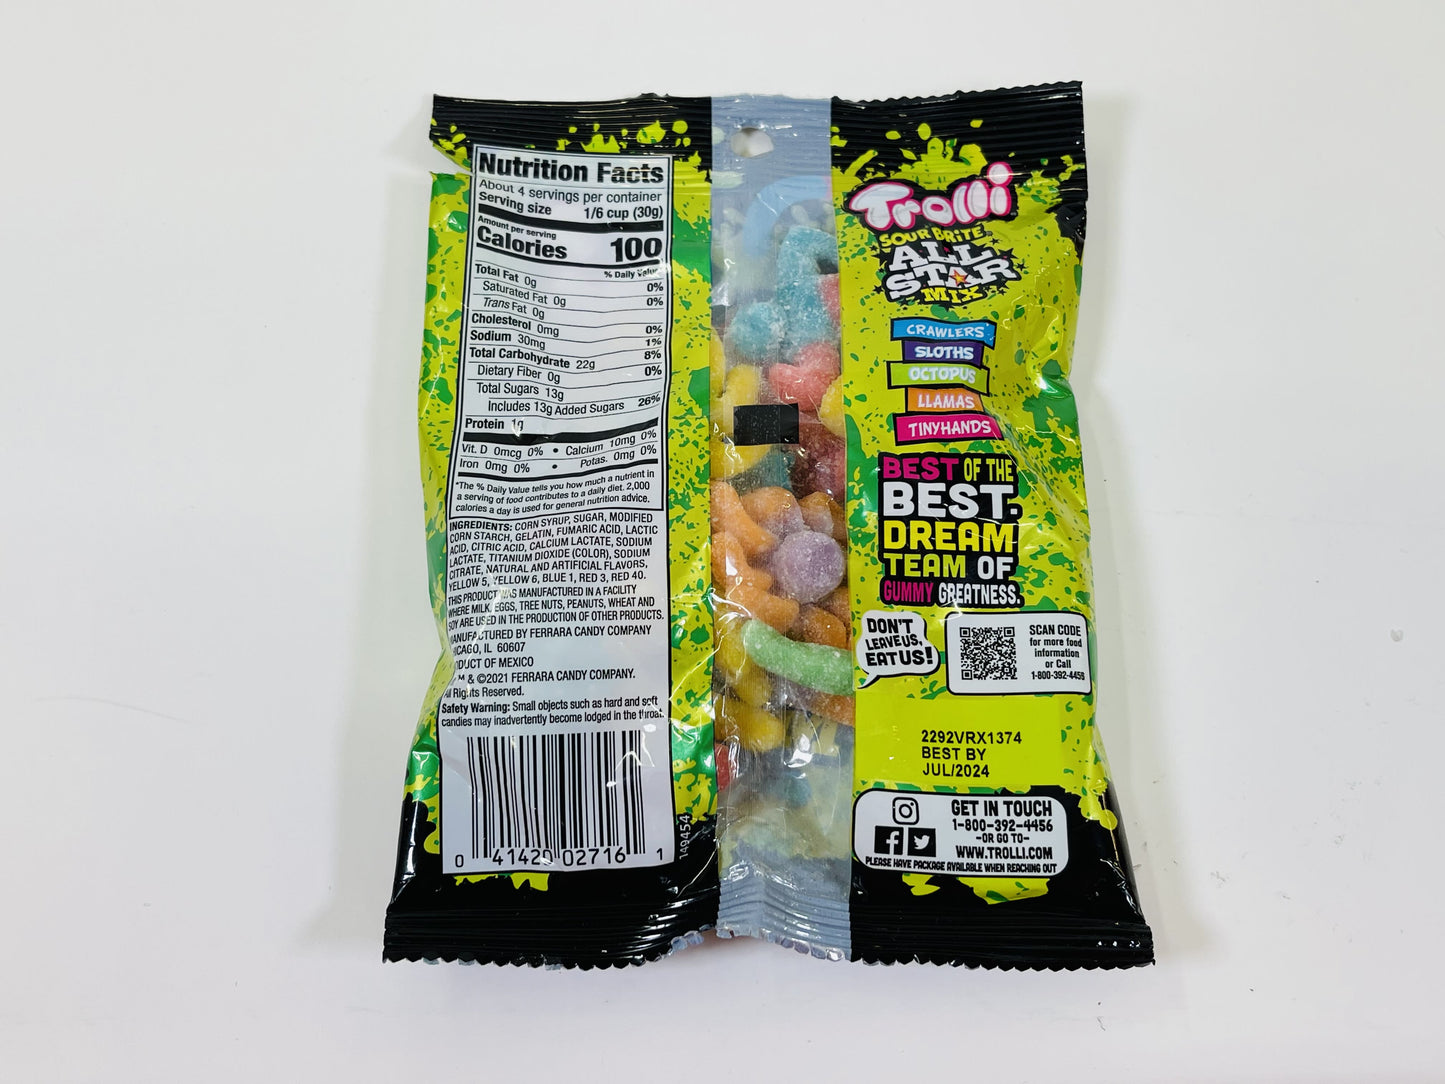 Nutrition Facts
About 4 servings per container
Serving size 1/6 cup (30g)
Amount per serving
Calories 100
% Daily Value
Total Fat 0g 0%
Saturated Fat 0g 0%
Trans Fat 0g
Cholesterol 0mg 0%
Sodium 30mg 1%
Total Carbohydrate 22g 8%
Dietary Fiber 0g 0%
Total Sugars 13g
Includes 13g Added Sugars 26%
Protein 1g
Vit. D 0mcg 0% • Calcium 10mg 0%
Iron 0mg 0% • Potas. 0mg 0%
*The % Daily Value tells you how much a nutrient in
a serving of food contributes to a daily diet. 2,000
calories a day is used for general nutrition advice.
INGREDIENTS: CORN SYRUP, SUGAR, MODIFIED
CORN STARCH, GELATIN, FUMARIC ACID, LACTIC
ACID, CITRIC ACID, CALCIUM LACTATE, SODIUM
LACTATE, TITANIUM DIOXIDE (COLOR), SODIUM
CITRATE, NATURAL AND ARTIFICIAL FLAVORS,
YELLOW 5, YELLOW 6, BLUE 1, RED 3, RED 40.
THIS PRODUCT WAS MANUFACTURED IN A FACILITY
WHERE MILK, EGGS, TREE NUTS, PEANUTS, WHEAT AND
SOY ARE USED IN THE PRODUCTION OF OTHER PRODUCTS.
MANUFACTURED BY FERRARA CANDY COMPANY
CHICAGO, IL 60607
PRODUCT OF MEXICO
™ & ©2021 FERRARA CANDY COMPANY.
All Rights Reserved.
Safety Warning: Small objects such as hard and soft
candies may inadvertently become lodged in the throat.
0 41420 02716 1
149454
Trolli
SOUR BRITE
ALL
STAR
MIX
CRAWLERS
SLOTHS
OCTOPUS
LLAMAS
TINYHANDS
BEST OF THE
BEST.
DREAM
TEAM OF
GUMMY GREATNESS.
DON'T
LEAVE US,
EAT US!
SCAN CODE
for more food
information
or Call
1-800-392-4456
2292VRX1374
BEST BY
JUL/2024
GET IN TOUCH
1-800-392-4456
-OR GO TO-
WWW.TROLLI.COM
PLEASE HAVE PACKAGE AVAILABLE WHEN REACHING OUT